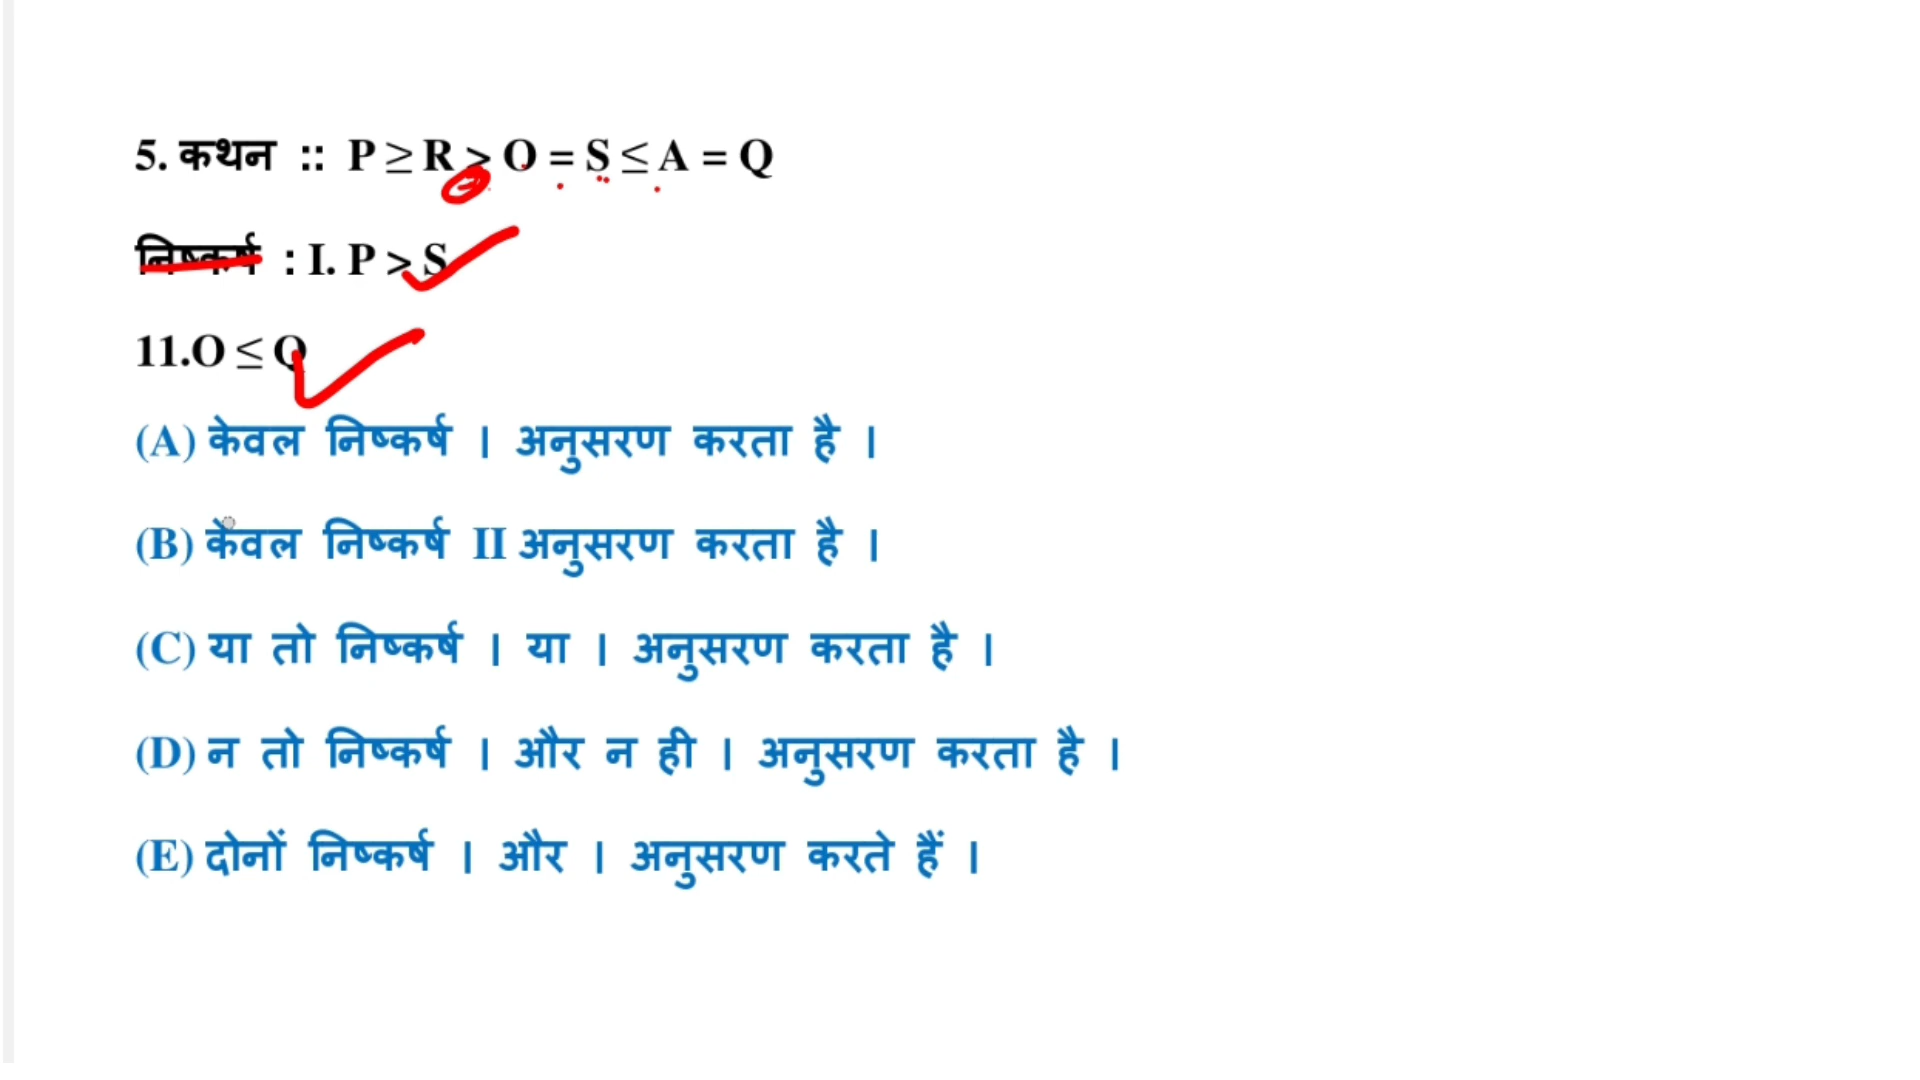 5. कथन :: P ≥ R > O = S ≤ A = Q
निष्कर्ष : I. P > S
11.O ≤ Q
(A) केवल निष्कर्ष | अनुसरण करता है |
(B) केवल निष्कर्ष II अनुसरण करता है |
(C) या तो निष्कर्ष | या | अनुसरण करता है |
(D) न तो निष्कर्ष | और न ही | अनुसरण करता है |
(E) दोनों निष्कर्ष | और | अनुसरण करते हैं |